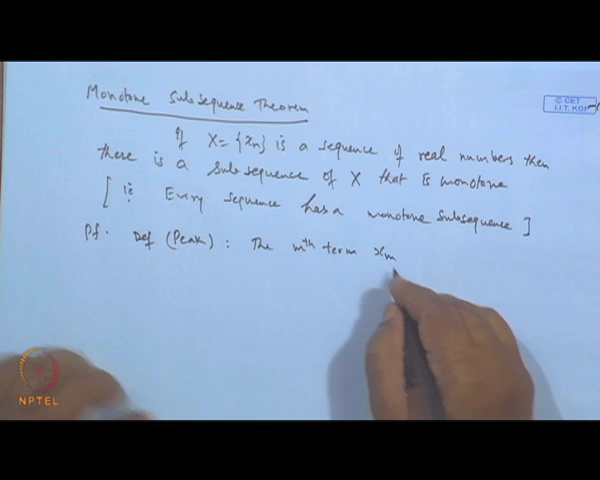 Monotone Subsequence Theorem
© CET
I.I.T. KGP
If X = {xn} is a sequence of real numbers then
there is a subsequence of X that is monotone
[ ie Every sequence has a monotone subsequence ]
Pf. Def (Peak) : The mth term xm
NPTEL